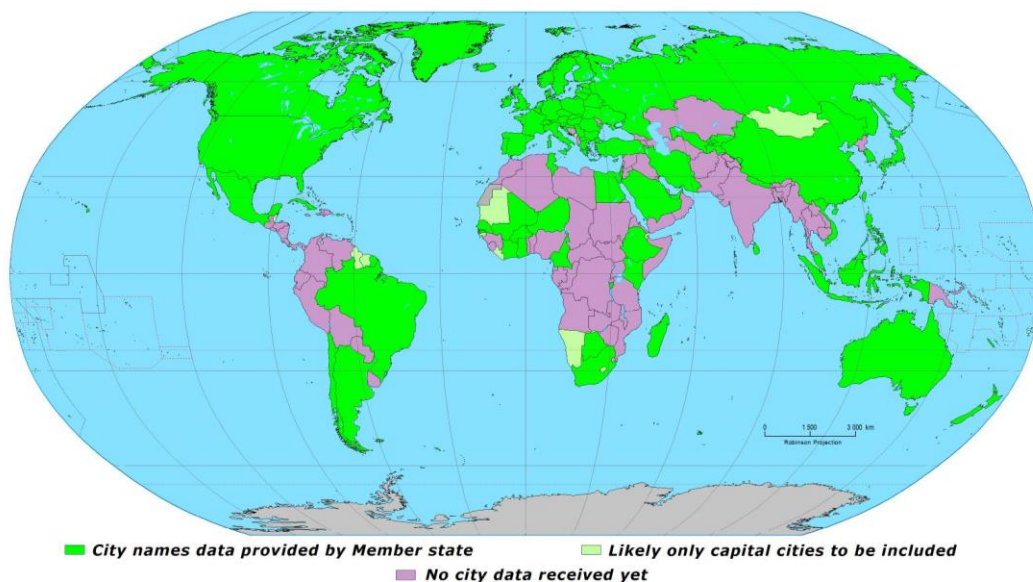 0 1 500 3 000 km
Robinson Projection
City names data provided by Member state
Likely only capital cities to be included
No city data received yet